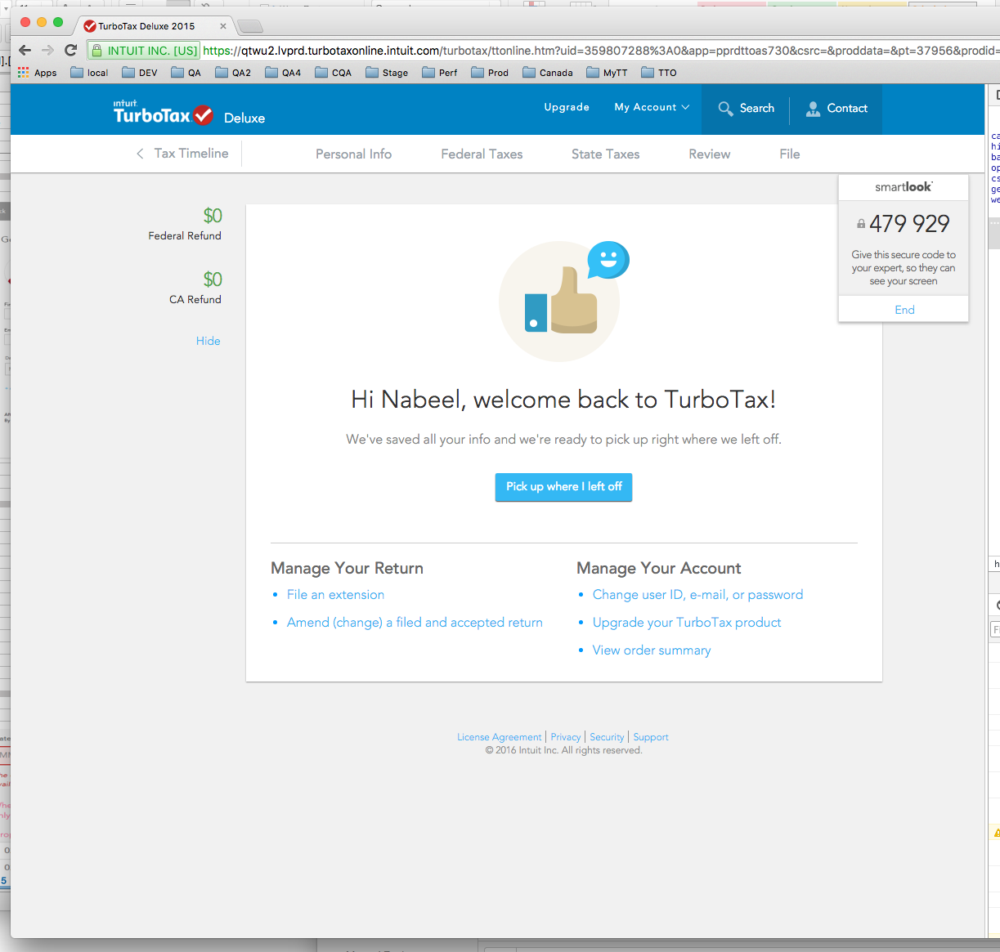 TurboTax Deluxe 2015
INTUIT INC. [US] https://qtwu2.lvprd.turbotaxonline.intuit.com/turbotax/ttonline.htm?uid=359807288%3A0&app=pprdttoas730&csrc=&proddata=&pt=37956&prodid=
Apps local DEV QA QA2 QA4 CQA Stage Perf Prod Canada MyTT TTO
intuit TurboTax Deluxe
Upgrade My Account Search Contact
Tax Timeline Personal Info Federal Taxes State Taxes Review File
smartlook
479 929
Give this secure code to
your expert, so they can
see your screen
End
$0
Federal Refund
$0
CA Refund
Hide
Hi Nabeel, welcome back to TurboTax!
We've saved all your info and we're ready to pick up right where we left off.
Pick up where I left off
Manage Your Return
File an extension
Amend (change) a filed and accepted return
Manage Your Account
Change user ID, e-mail, or password
Upgrade your TurboTax product
View order summary
License Agreement | Privacy | Security | Support
© 2016 Intuit Inc. All rights reserved.